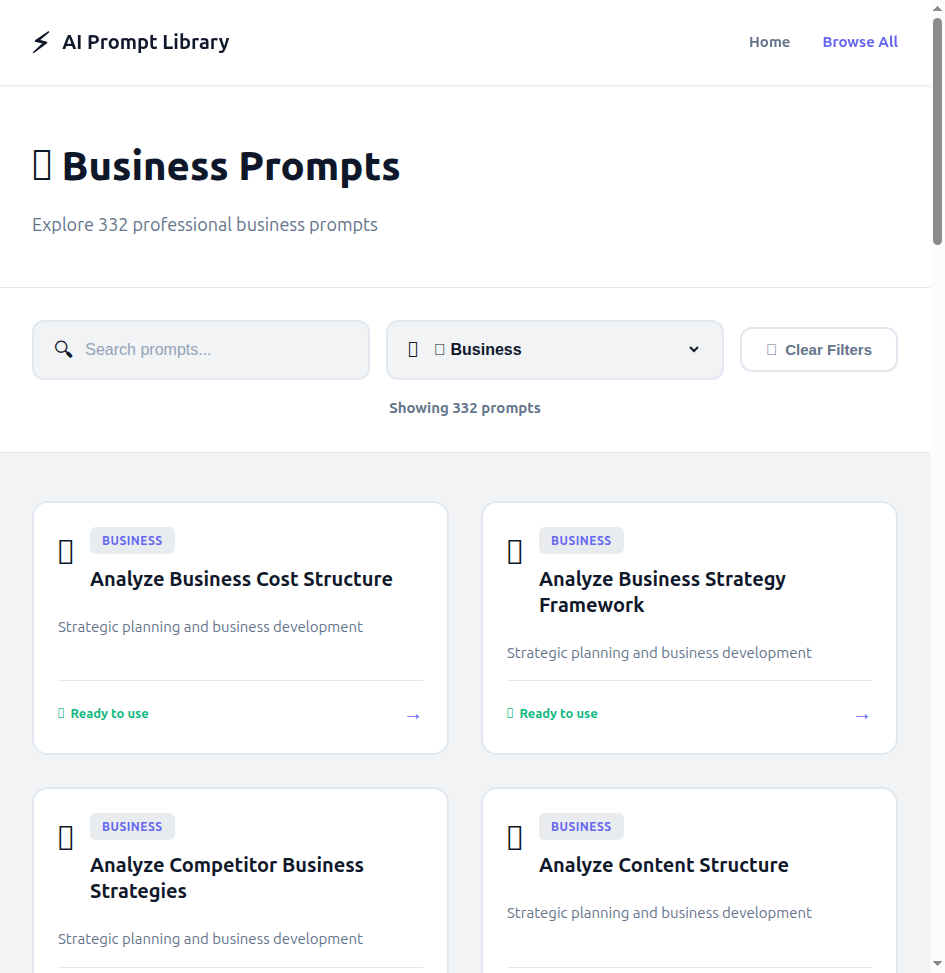 AI Prompt Library
Home
Browse All
Business Prompts
Explore 332 professional business prompts
Search prompts...
Business
Clear Filters
Showing 332 prompts
BUSINESS
Analyze Business Cost Structure
Strategic planning and business development
Ready to use →
BUSINESS
Analyze Business Strategy
Framework
Strategic planning and business development
Ready to use →
BUSINESS
Analyze Competitor Business
Strategies
Strategic planning and business development
BUSINESS
Analyze Content Structure
Strategic planning and business development